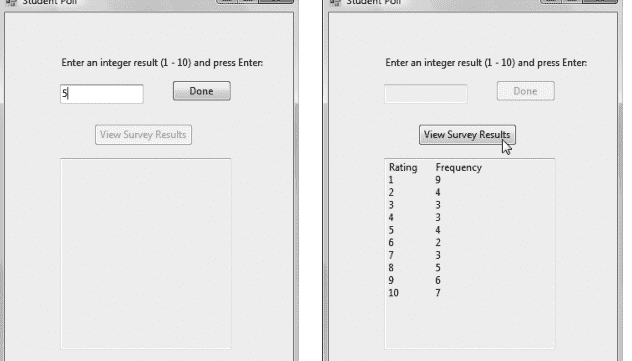 Student Poll
Enter an integer result (1 - 10) and press Enter:
5
Done
View Survey Results
Student Poll
Enter an integer result (1 - 10) and press Enter:
Done
View Survey Results
Rating Frequency
1 9
2 4
3 3
4 3
5 4
6 2
7 3
8 5
9 6
10 7